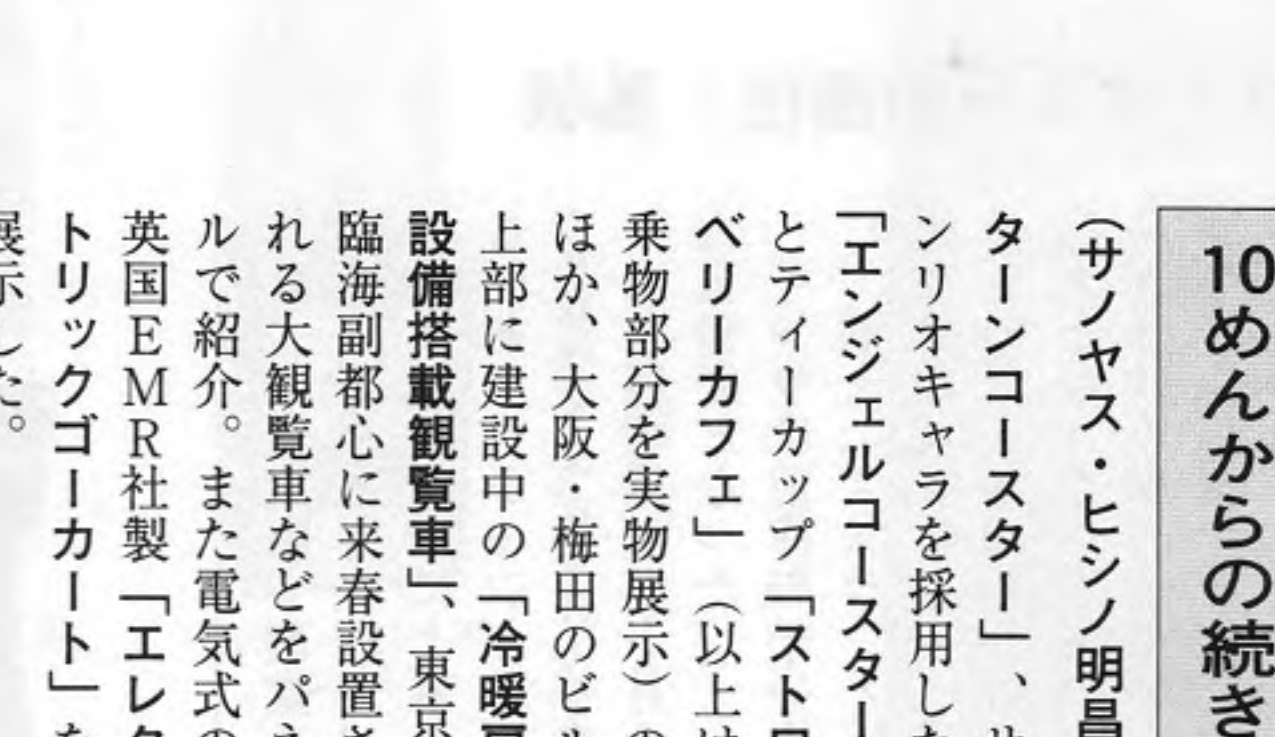 10めんからの続き
（サノヤス・ヒシノ明昌
ターンコースター」、サ
ンリオキャラを採用した
「エンジェルコースター
とティーカップ「ストロ
ベリーカフェ」（以上は
乗物部分を実物展示）の
ほか、大阪・梅田のビル
上部に建設中の「冷暖房
設備搭載観覧車」、東京
臨海副都心に来春設置さ
れる大観覧車などをパネ
ルで紹介。また電気式の
英国EMR社製「エレク
トリックゴーカート」を
展示した。